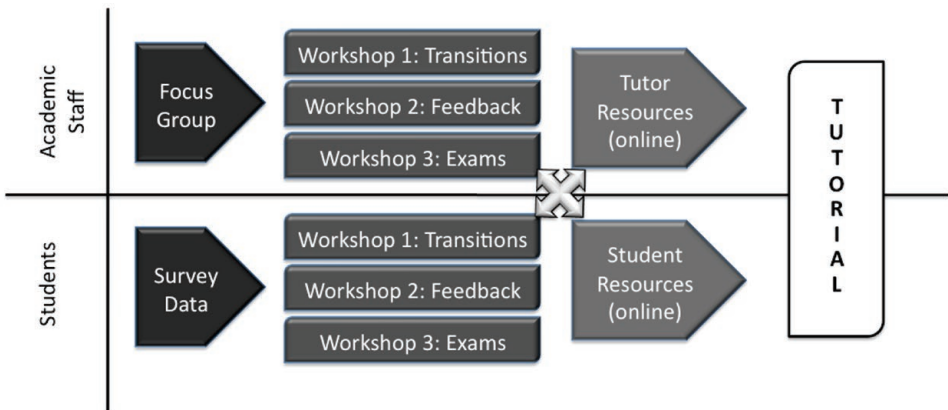 Academic
Staff
Focus
Group
Workshop 1: Transitions
Workshop 2: Feedback
Workshop 3: Exams
Tutor
Resources
(online)
Students
Survey
Data
Workshop 1: Transitions
Workshop 2: Feedback
Workshop 3: Exams
Student
Resources
(online)
TUTORIAL